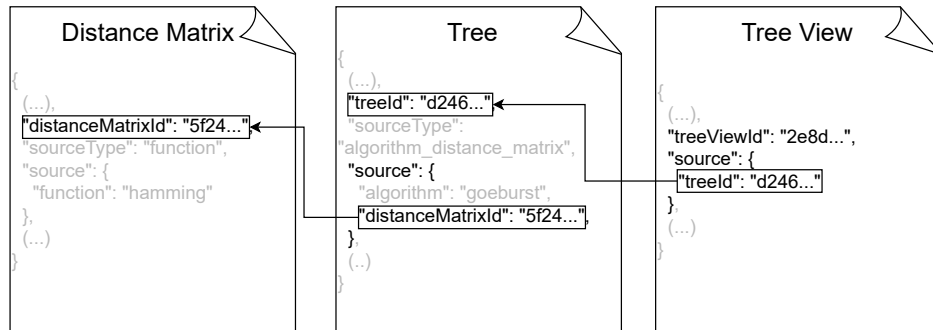 Distance Matrix
{
(...),
"distanceMatrixId": "5f24...",
"sourceType": "function",
"source": {
"function": "hamming"
},
(...)
}
Tree
{
(...),
"treeId": "d246...",
"sourceType":
"algorithm_distance_matrix",
"source": {
"algorithm": "goeburst",
"distanceMatrixId": "5f24...",
},
(..)
}
Tree View
{
(...),
"treeViewId": "2e8d...",
"source": {
"treeId": "d246..."
},
(...)
}